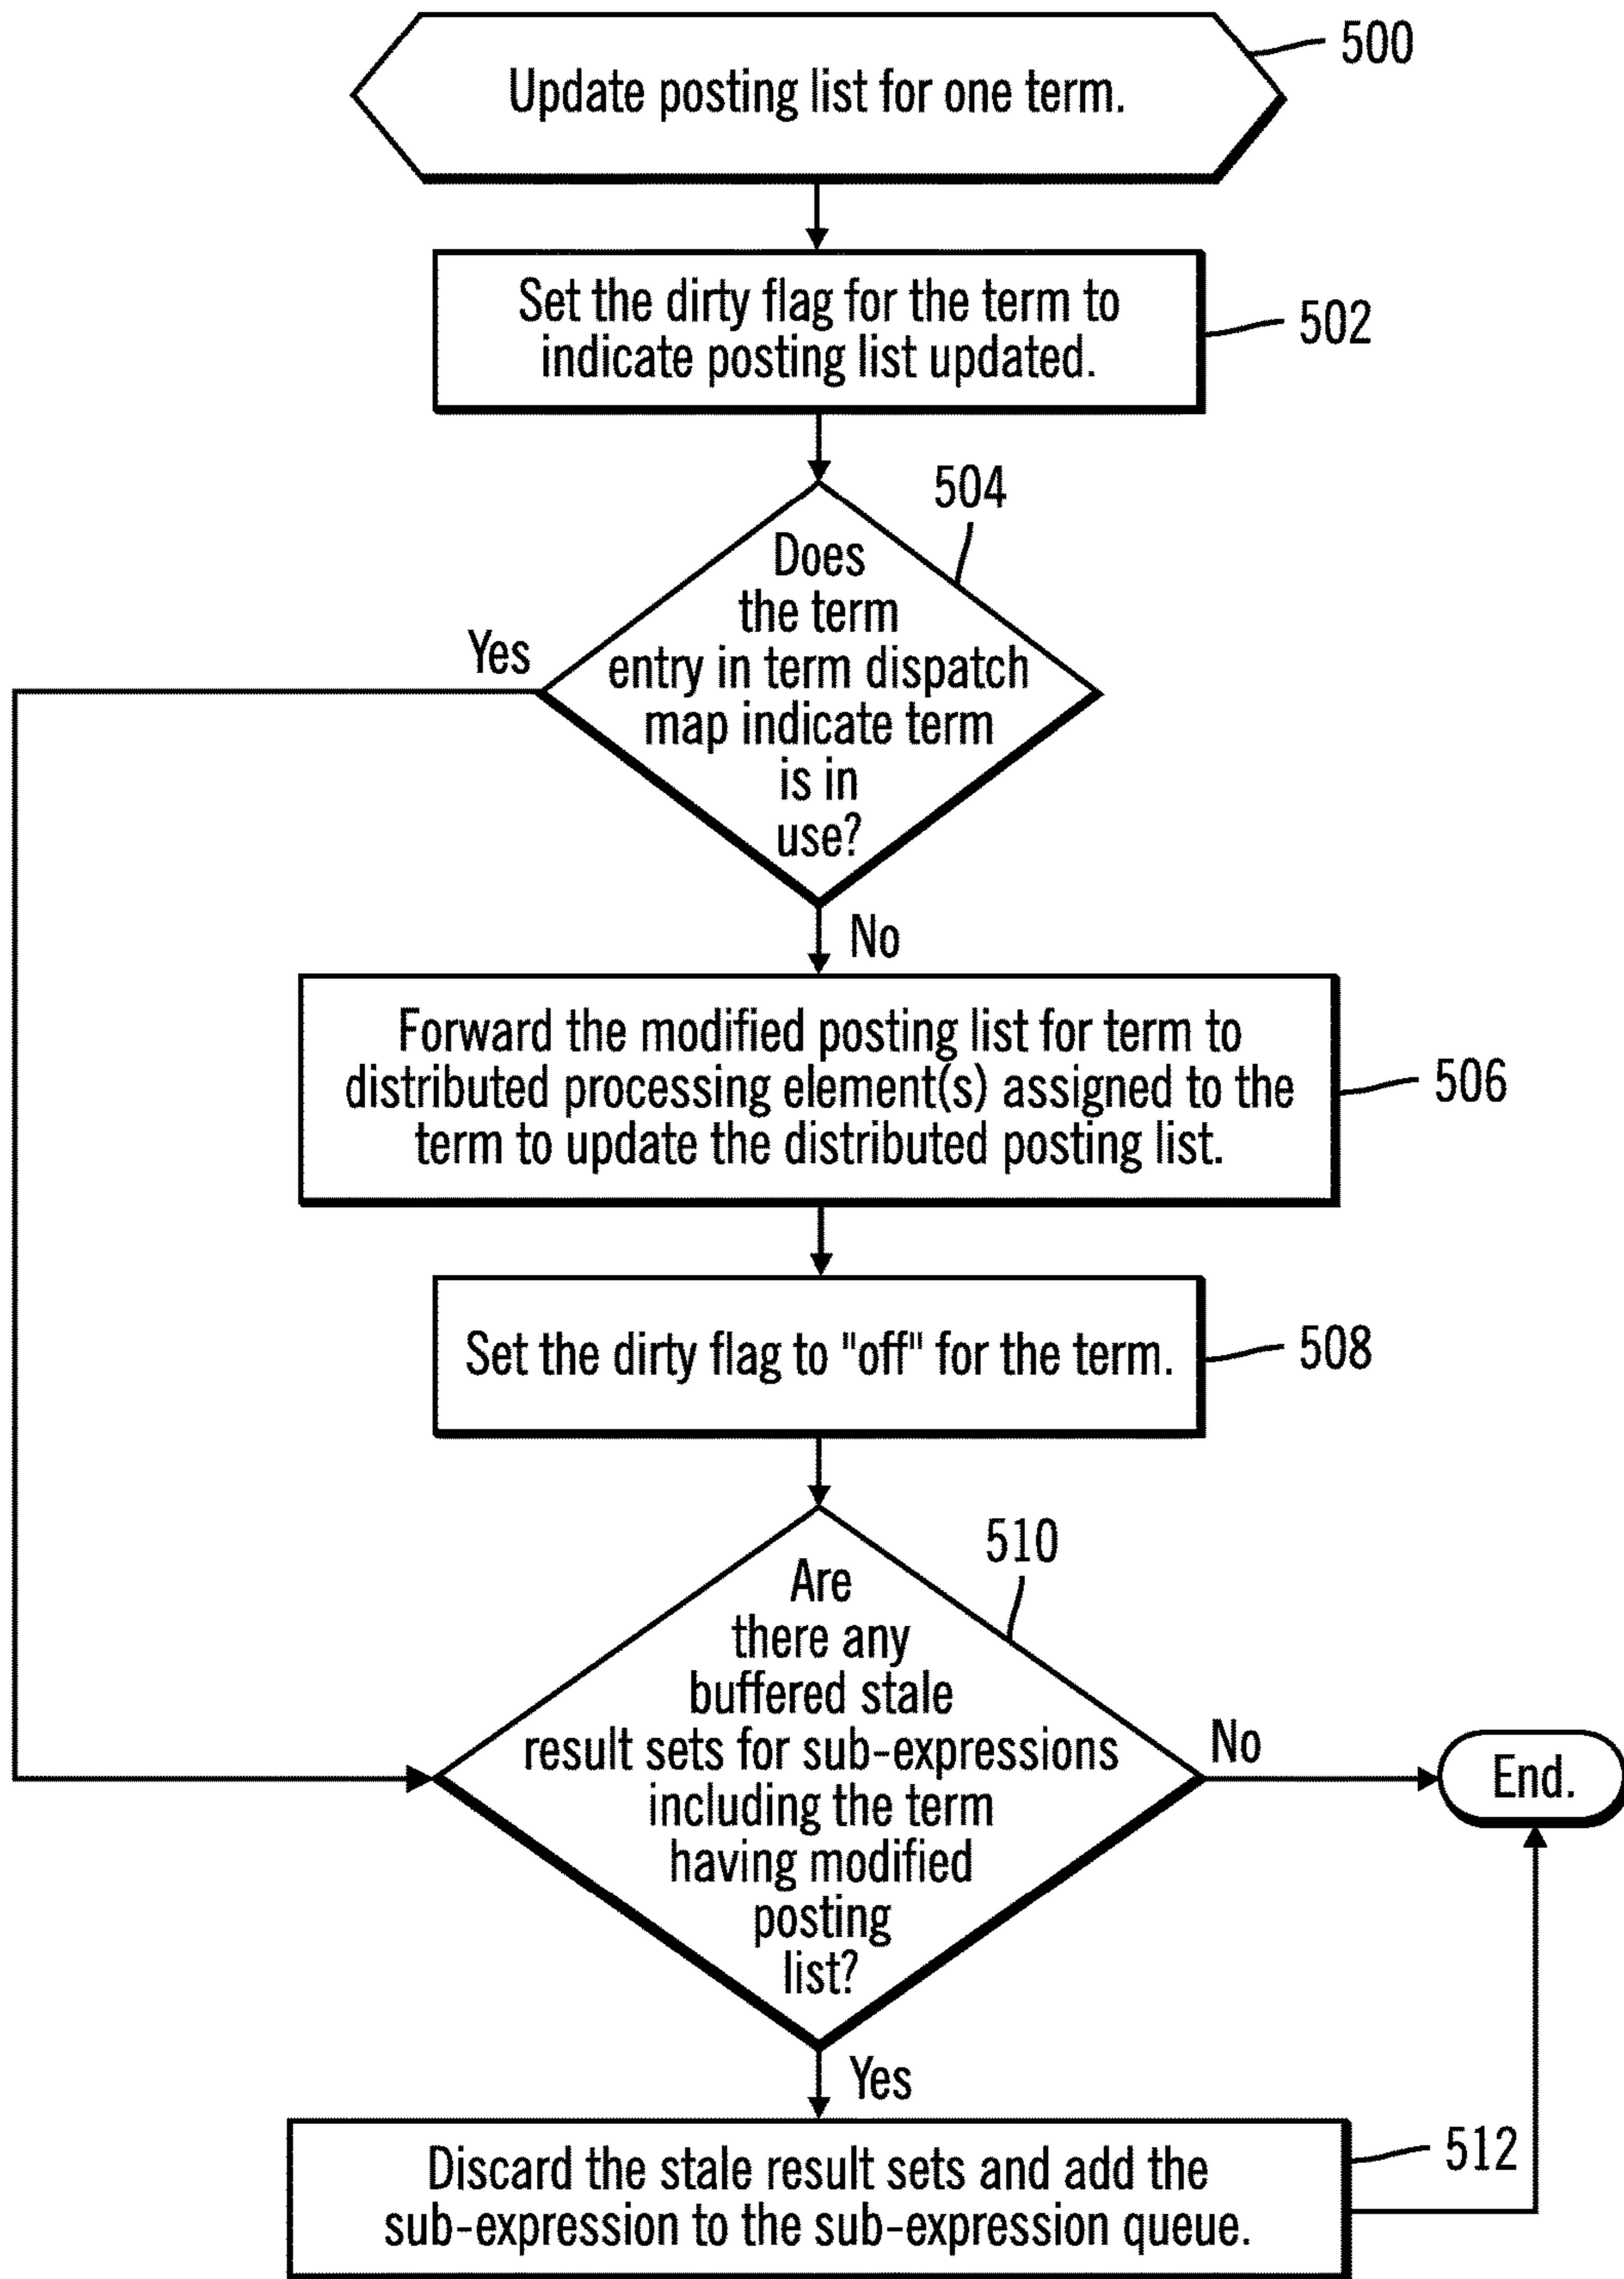 Update posting list for one term.
500
Set the dirty flag for the term to
indicate posting list updated.
502
504
Does
the term
entry in term dispatch
map indicate term
is in
use?
Yes
No
Forward the modified posting list for term to
distributed processing element(s) assigned to the
term to update the distributed posting list.
506
Set the dirty flag to "off" for the term.
508
510
Are
there any
buffered stale
result sets for sub-expressions
including the term
having modified
posting
list?
No
End.
Yes
Discard the stale result sets and add the
sub-expression to the sub-expression queue.
512